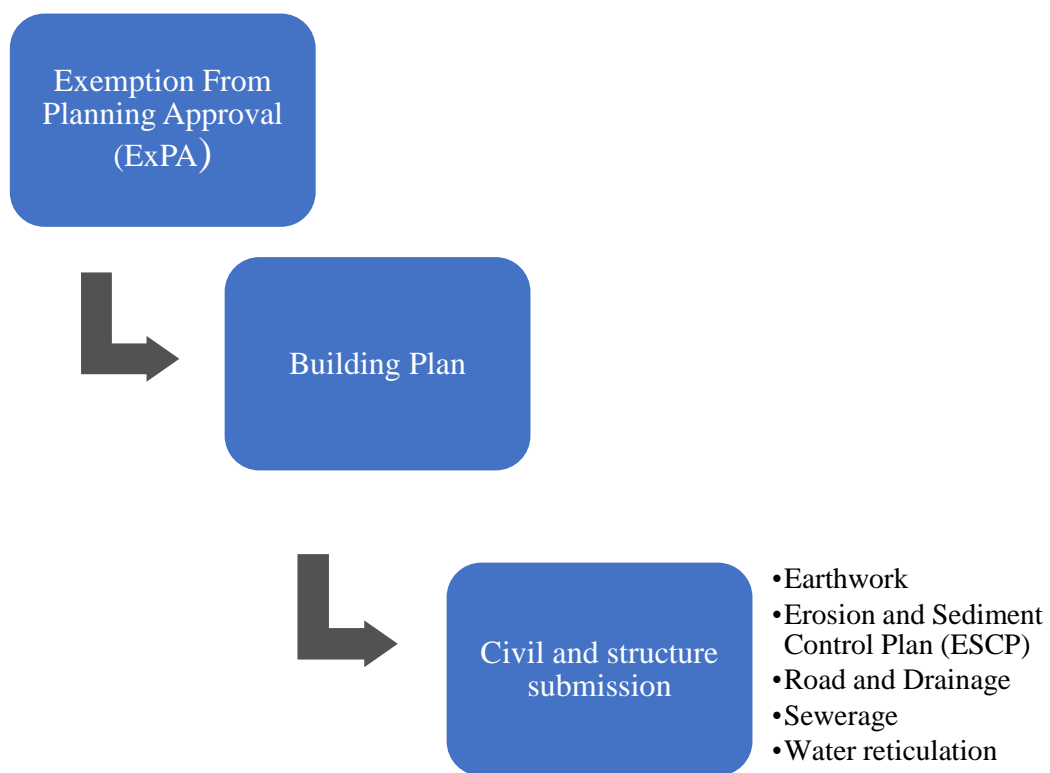 Exemption From
Planning Approval
(ExPA)
Building Plan
Civil and structure
submission
•Earthwork
•Erosion and Sediment
Control Plan (ESCP)
•Road and Drainage
•Sewerage
•Water reticulation